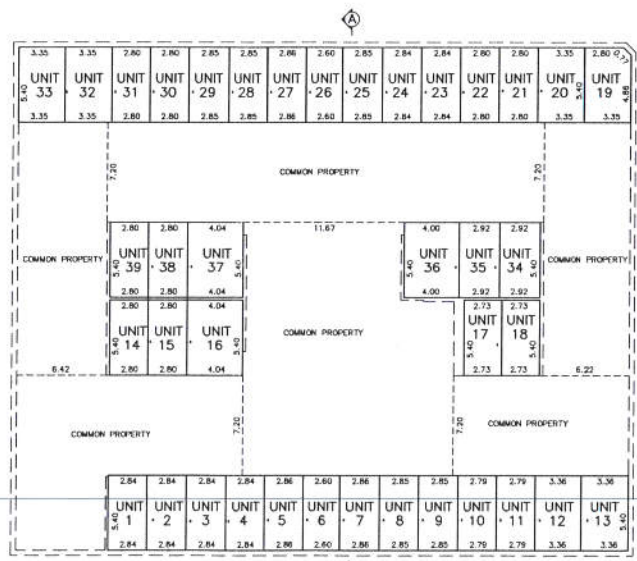 A
3.35 3.35 2.80 2.80 2.85 2.85 2.86 2.60 2.85 2.84 2.84 2.80 2.80 3.35 2.80 0.77
UNIT UNIT UNIT UNIT UNIT UNIT UNIT UNIT UNIT UNIT UNIT UNIT UNIT UNIT UNIT
5.40 33 32 31 30 29 28 27 26 25 24 23 22 21 20 5.40 19 4.86
3.35 3.35 2.80 2.80 2.86 2.85 2.86 2.60 2.85 2.84 2.84 2.80 2.80 3.35 3.35
7.20 COMMON PROPERTY 7.20
2.80 2.80 4.04 11.67 4.00 2.92 2.92
COMMON PROPERTY UNIT UNIT UNIT UNIT UNIT UNIT COMMON PROPERTY
5.40 39 38 37 5.40 5.40 36 35 34 5.40
2.80 2.80 4.04 4.00 2.92 2.92
2.80 2.80 4.04 2.73 2.73
UNIT UNIT UNIT COMMON PROPERTY UNIT UNIT
5.40 14 15 16 5.40 5.40 17 18 5.40
6.42 2.80 2.80 4.04 2.73 2.73 6.22
COMMON PROPERTY 7.20 7.20 COMMON PROPERTY
2.84 2.84 2.84 2.84 2.86 2.60 2.86 2.85 2.85 2.79 2.79 3.36 3.36
UNIT UNIT UNIT UNIT UNIT UNIT UNIT UNIT UNIT UNIT UNIT UNIT UNIT
5.40 1 2 3 4 5 6 7 8 9 10 11 12 13 5.40
2.84 2.84 2.84 2.84 2.86 2.60 2.86 2.85 2.85 2.79 2.79 3.36 3.36